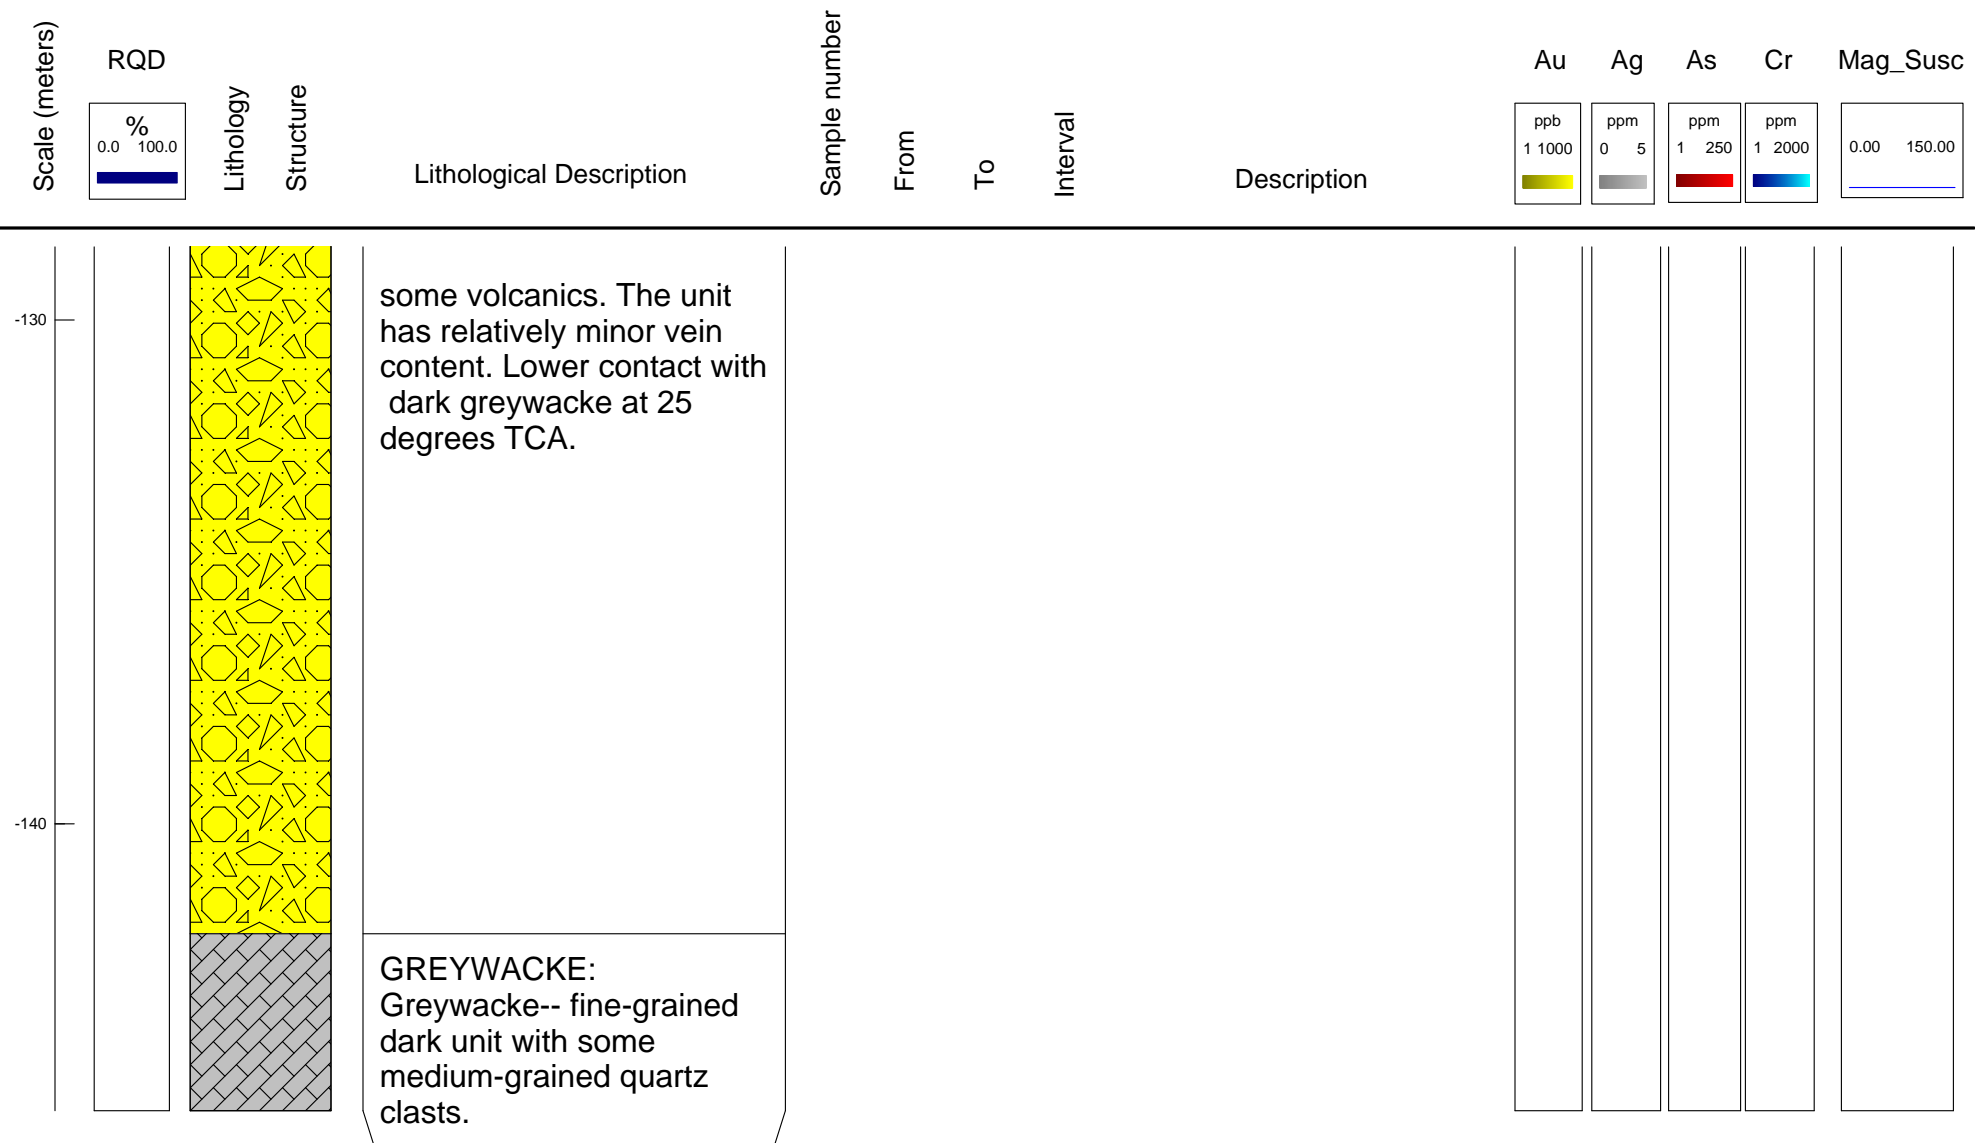 Scale (meters)
RQD
%
0.0 100.0
Lithology
Structure
Lithological Description
Sample number
From
To
Interval
Description
Au
ppb
1 1000
Ag
ppm
0 5
As
ppm
1 250
Cr
ppm
1 2000
Mag_Susc
0.00 150.00
-130
-140
some volcanics. The unit
has relatively minor vein
content. Lower contact with
dark greywacke at 25
degrees TCA.
GREYWACKE:
Greywacke-- fine-grained
dark unit with some
medium-grained quartz
clasts.